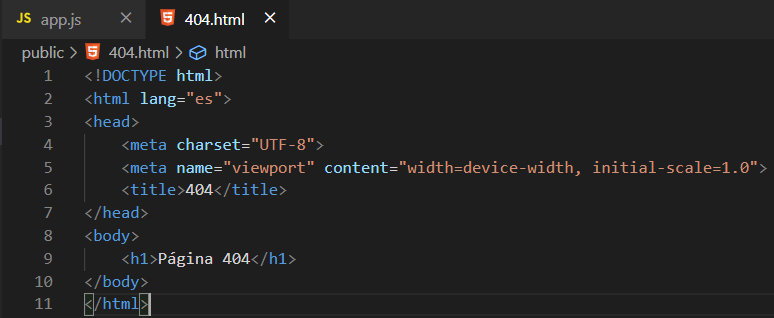 JS app.js × 404.html ×
public > 404.html > html
1 <!DOCTYPE html>
2 <html lang="es">
3 <head>
4     <meta charset="UTF-8">
5     <meta name="viewport" content="width=device-width, initial-scale=1.0">
6     <title>404</title>
7 </head>
8 <body>
9     <h1>Página 404</h1>
10 </body>
11 </html>